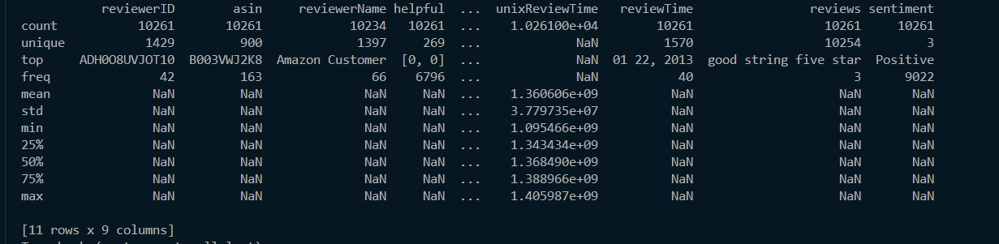 reviewerID asin reviewerName helpful ... unixReviewTime reviewTime reviews sentiment
count 10261 10261 10234 10261 ... 1.026100e+04 10261 10261 10261
unique 1429 900 1397 269 ... NaN 1570 10254 3
top ADH0O8UVJOT10 B003VWJ2K8 Amazon Customer [0, 0] ... NaN 01 22, 2013 good string five star Positive
freq 42 163 66 6796 ... NaN 40 3 9022
mean NaN NaN NaN NaN ... 1.360606e+09 NaN NaN NaN
std NaN NaN NaN NaN ... 3.779735e+07 NaN NaN NaN
min NaN NaN NaN NaN ... 1.095466e+09 NaN NaN NaN
25% NaN NaN NaN NaN ... 1.343434e+09 NaN NaN NaN
50% NaN NaN NaN NaN ... 1.368490e+09 NaN NaN NaN
75% NaN NaN NaN NaN ... 1.388966e+09 NaN NaN NaN
max NaN NaN NaN NaN ... 1.405987e+09 NaN NaN NaN
[11 rows x 9 columns]